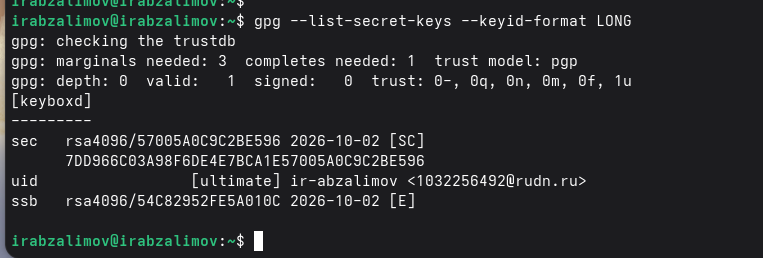 irabzalimov@irabzalimov:~$
irabzalimov@irabzalimov:~$ gpg --list-secret-keys --keyid-format LONG
gpg: checking the trustdb
gpg: marginals needed: 3  completes needed: 1  trust model: pgp
gpg: depth: 0  valid:   1  signed:   0  trust: 0-, 0q, 0n, 0m, 0f, 1u
[keyboxd]
---------
sec   rsa4096/57005A0C9C2BE596 2026-10-02 [SC]
      7DD966C03A98F6DE4E7BCA1E57005A0C9C2BE596
uid                 [ultimate] ir-abzalimov <1032256492@rudn.ru>
ssb   rsa4096/54C82952FE5A010C 2026-10-02 [E]
irabzalimov@irabzalimov:~$